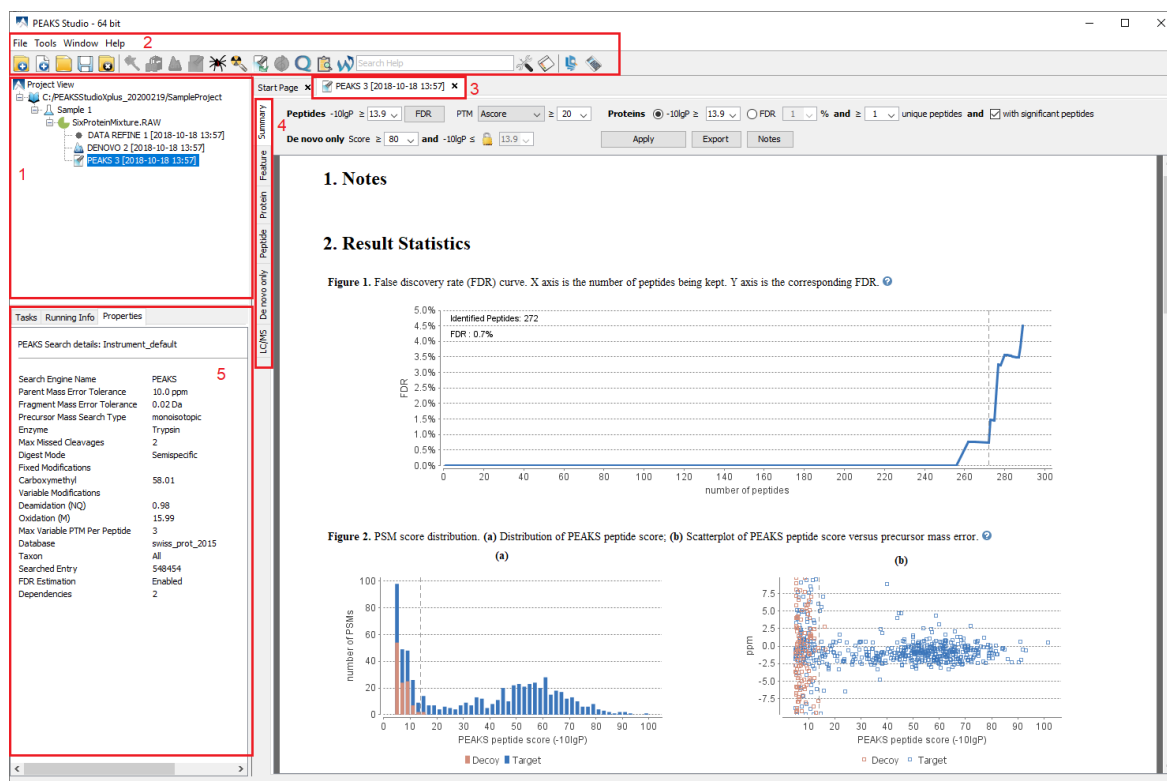 PEAKS Studio - 64 bit
File Tools Window Help
2
Search Help
Project View
C:/PEAKSStudioXplus_20200219/SampleProject
Sample 1
SixProteinMixture.RAW
DATA REFINE 1 [2018-10-18 13:57]
DENOVO 2 [2018-10-18 13:57]
PEAKS 3 [2018-10-18 13:57]
1
Start Page
PEAKS 3 [2018-10-18 13:57]
3
4
Summary
Feature
Protein
Peptide
De novo only
LC/MS
Peptides -10lgP ≥ 13.9 FDR PTM Ascore ≥ 20 Proteins -10lgP ≥ 13.9 FDR 1 % and ≥ 1 unique peptides and with significant peptides
De novo only Score ≥ 80 and -10lgP ≤ 13.9 Apply Export Notes
1. Notes
2. Result Statistics
Figure 1. False discovery rate (FDR) curve. X axis is the number of peptides being kept. Y axis is the corresponding FDR.
Identified Peptides: 272
FDR : 0.7%
5.0%
4.5%
4.0%
3.5%
3.0%
2.5%
2.0%
1.5%
1.0%
0.5%
0.0%
FDR
0 20 40 60 80 100 120 140 160 180 200 220 240 260 280 300
number of peptides
Figure 2. PSM score distribution. (a) Distribution of PEAKS peptide score; (b) Scatterplot of PEAKS peptide score versus precursor mass error.
(a)
100
80
60
40
20
0
number of PSMs
0 10 20 30 40 50 60 70 80 90 100
PEAKS peptide score (-10lgP)
Decoy Target
(b)
7.5
5.0
2.5
0.0
-2.5
-5.0
-7.5
ppm
10 20 30 40 50 60 70 80 90 100
PEAKS peptide score (-10lgP)
Decoy Target
Tasks Running Info Properties
PEAKS Search details: Instrument_default
5
Search Engine Name PEAKS
Parent Mass Error Tolerance 10.0 ppm
Fragment Mass Error Tolerance 0.02 Da
Precursor Mass Search Type monoisotopic
Enzyme Trypsin
Max Missed Cleavages 2
Digest Mode Semispecific
Fixed Modifications
Carboxymethyl 58.01
Variable Modifications
Deamidation (NQ) 0.98
Oxidation (M) 15.99
Max Variable PTM Per Peptide 3
Database swiss_prot_2015
Taxon All
Searched Entry 548454
FDR Estimation Enabled
Dependencies 2